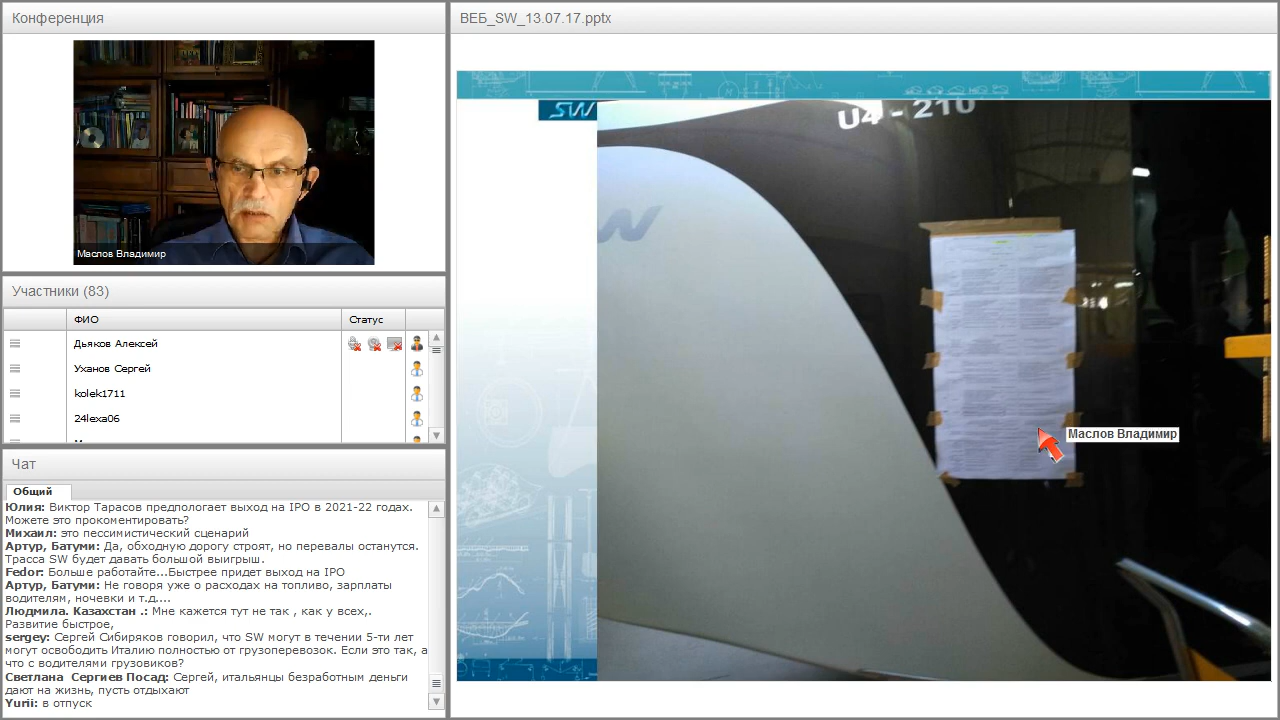 Конференция
Маслов Владимир
Участники (83)
ФИО
Статус
Дьяков Алексей
Уханов Сергей
kolek1711
24lexa06
Чат
Общий
Юлия: Виктор Тарасов предпологает выход на IPO в 2021-22 годах.
Можете это прокоментировать?
Михаил: это пессимистический сценарий
Артур, Батуми: Да, обходную дорогу строят, но перевалы останутся.
Трасса SW будет давать большой выигрыш.
Fedor: Больше работайте...Быстрее придет выход на IPO
Артур, Батуми: Не говоря уже о расходах на топливо, зарплаты
водителям, ночевки и т.д....
Людмила. Казахстан .: Мне кажется тут не так , как у всех,.
Развитие быстрое,
sergey: Сергей Сибиряков говорил, что SW могут в течении 5-ти лет
могут освободить Италию полностью от грузоперевозок. Если это так, а
что с водителями грузовиков?
Светлана Сергиев Посад: Сергей, итальянцы безработным деньги
дают на жизнь, пусть отдыхают
Yurii: в отпуск
ВЕБ_SW_13.07.17.pptx
SW
U4 - 210
W
Маслов Владимир